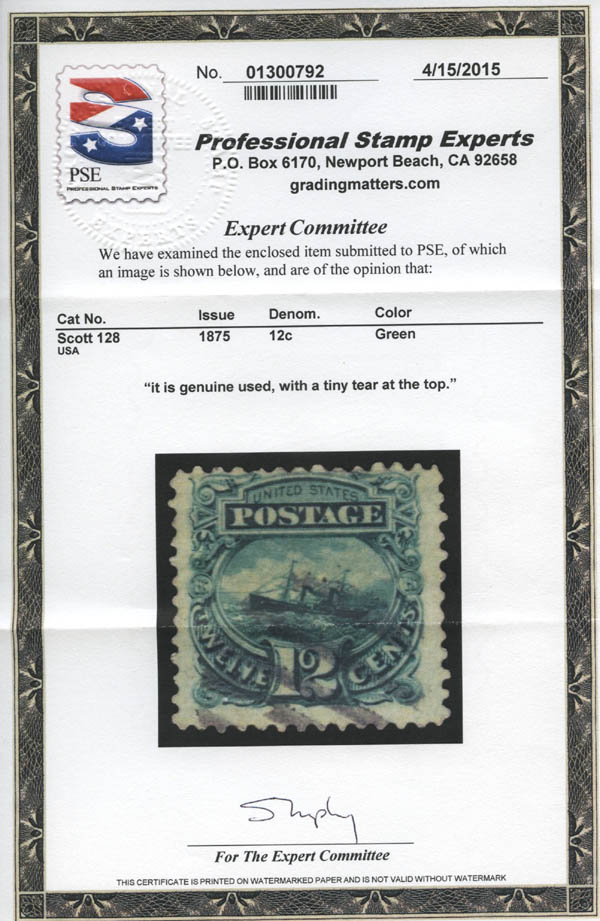 No. 01300792 4/15/2015
PSE
PROFESSIONAL STAMP EXPERTS
EXPERTS
Professional Stamp Experts
P.O. Box 6170, Newport Beach, CA 92658
gradingmatters.com
Expert Committee
We have examined the enclosed item submitted to PSE, of which
an image is shown below, and are of the opinion that:
Cat No. Issue Denom. Color
Scott 128 1875 12c Green
USA
“it is genuine used, with a tiny tear at the top.”
UNITED STATES
POSTAGE
TWELVE 12 CENTS
For The Expert Committee
THIS CERTIFICATE IS PRINTED ON WATERMARKED PAPER AND IS NOT VALID WITHOUT WATERMARK